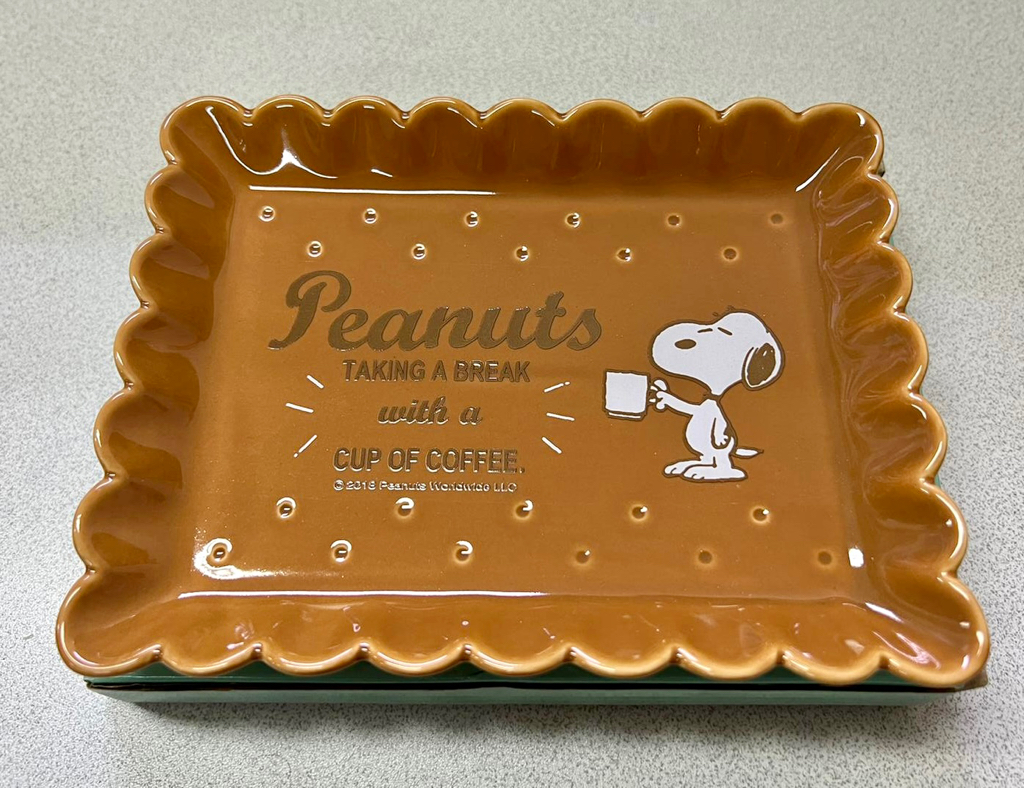 Peanuts
TAKING A BREAK
with a
CUP OF COFFEE.
©2018 Peanuts Worldwide LLC